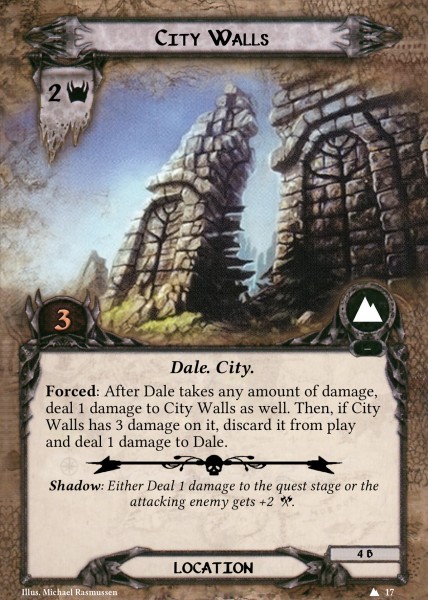 City Walls
2
3
–
Dale. City.
Forced: After Dale takes any amount of damage,
deal 1 damage to City Walls as well. Then, if City
Walls has 3 damage on it, discard it from play
and deal 1 damage to Dale.
Shadow: Either Deal 1 damage to the quest stage or the
attacking enemy gets +2 .
4 B
LOCATION
Illus. Michael Rasmussen
17